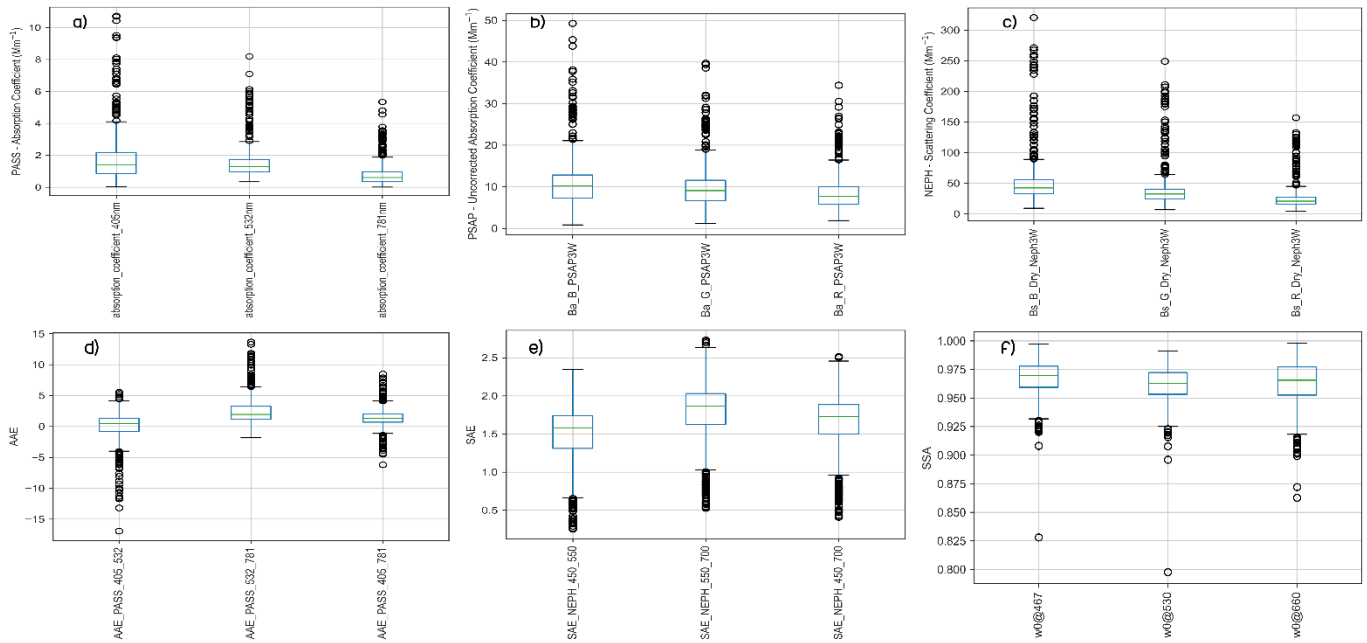 a)
PASS - Absorption Coefficient (Mm⁻¹)
10
8
6
4
2
0
absorption_coefficient_405nm
absorption_coefficient_532nm
absorption_coefficient_781nm
b)
PSAP - Uncorrected Absorption Coefficient (Mm⁻¹)
50
40
30
20
10
0
Ba_B_PSAP3W
Ba_G_PSAP3W
Ba_R_PSAP3W
c)
NEPH - Scattering Coefficient (Mm⁻¹)
300
250
200
150
100
50
0
Bs_B_Dry_Neph3W
Bs_G_Dry_Neph3W
Bs_R_Dry_Neph3W
d)
AAE
15
10
5
0
−5
−10
−15
AAE_PASS_405_532
AAE_PASS_532_781
AAE_PASS_405_781
e)
SAE
2.5
2.0
1.5
1.0
0.5
SAE_NEPH_450_550
SAE_NEPH_550_700
SAE_NEPH_450_700
f)
SSA
1.000
0.975
0.950
0.925
0.900
0.875
0.850
0.825
0.800
w0@467
w0@530
w0@660